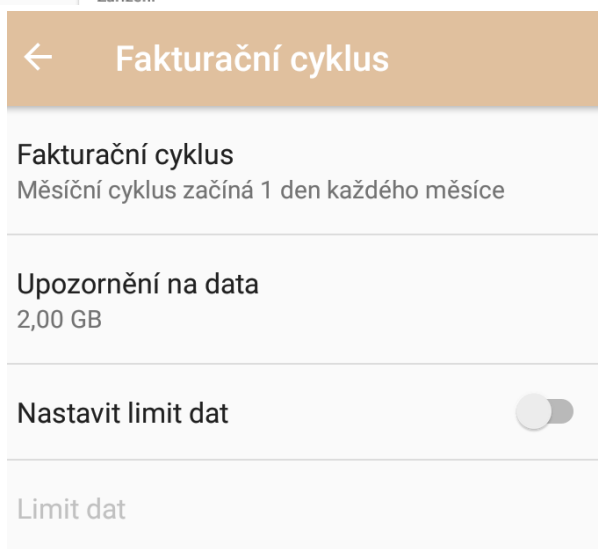 Fakturační cyklus
Fakturační cyklus
Měsíční cyklus začíná 1 den každého měsíce
Upozornění na data
2,00 GB
Nastavit limit dat
Limit dat